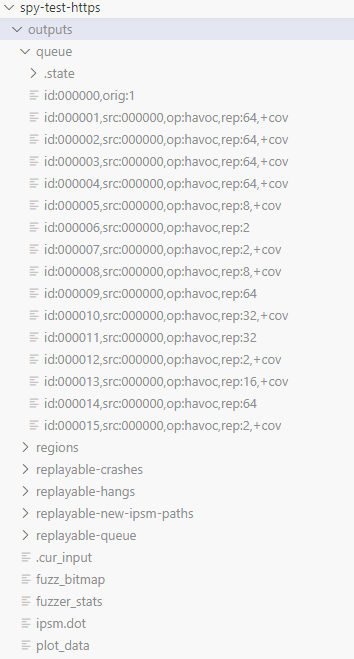 spy-test-https
outputs
queue
.state
id:000000,orig:1
id:000001,src:000000,op:havoc,rep:64,+cov
id:000002,src:000000,op:havoc,rep:64,+cov
id:000003,src:000000,op:havoc,rep:64,+cov
id:000004,src:000000,op:havoc,rep:64,+cov
id:000005,src:000000,op:havoc,rep:8,+cov
id:000006,src:000000,op:havoc,rep:2
id:000007,src:000000,op:havoc,rep:2,+cov
id:000008,src:000000,op:havoc,rep:8,+cov
id:000009,src:000000,op:havoc,rep:64
id:000010,src:000000,op:havoc,rep:32,+cov
id:000011,src:000000,op:havoc,rep:32
id:000012,src:000000,op:havoc,rep:2,+cov
id:000013,src:000000,op:havoc,rep:16,+cov
id:000014,src:000000,op:havoc,rep:64
id:000015,src:000000,op:havoc,rep:2,+cov
regions
replayable-crashes
replayable-hangs
replayable-new-ipsm-paths
replayable-queue
.cur_input
fuzz_bitmap
fuzzer_stats
ipsm.dot
plot_data